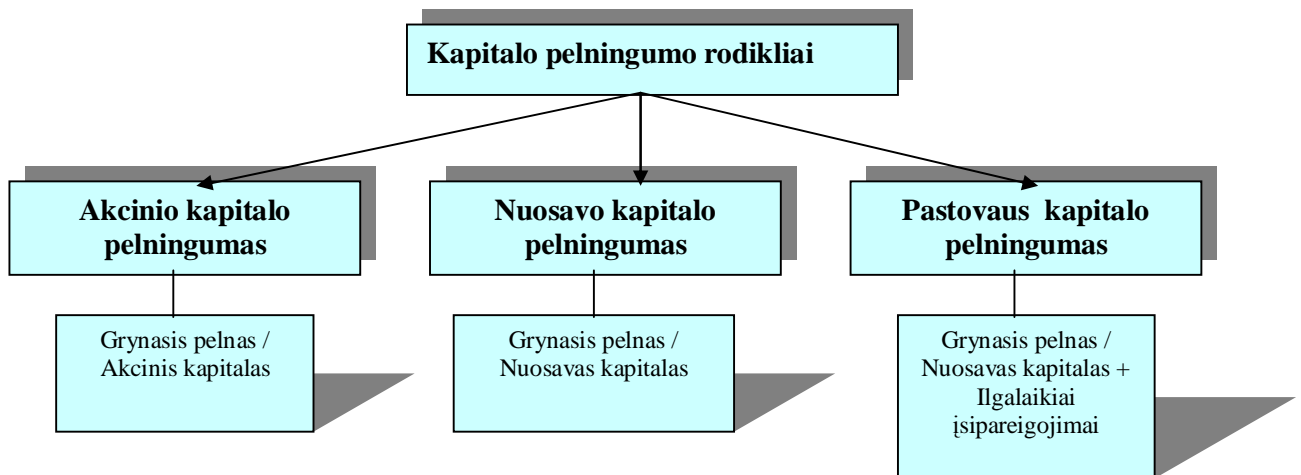 Kapitalo pelningumo rodikliai
Akcinio kapitalo
pelningumas
Nuosavo kapitalo
pelningumas
Pastovaus kapitalo
pelningumas
Grynasis pelnas /
Akcinis kapitalas
Grynasis pelnas /
Nuosavas kapitalas
Grynasis pelnas /
Nuosavas kapitalas +
Ilgalaikiai
įsipareigojimai